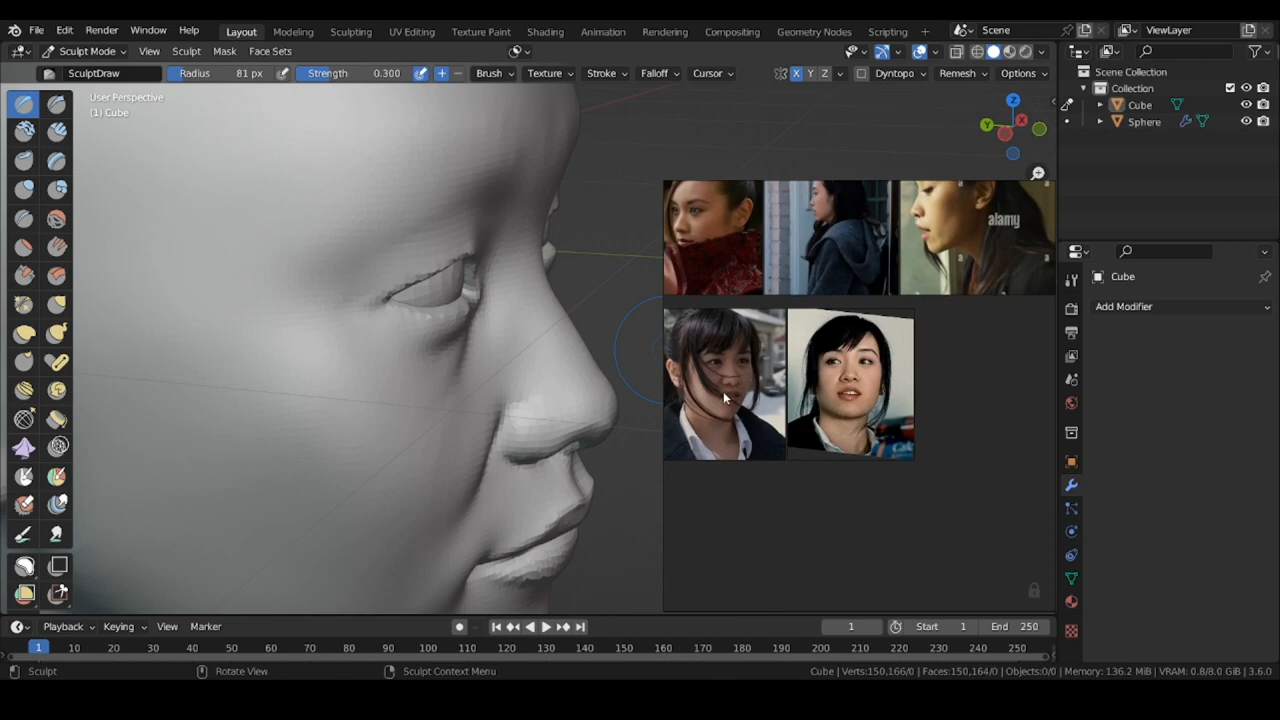 File Edit Render Window Help Layout Modeling Sculpting UV Editing Texture Paint Shading Animation Rendering Compositing Geometry Nodes Scripting + Scene ViewLayer
Sculpt Mode View Sculpt Mask Face Sets
SculptDraw Radius 81 px Strength 0.300 Brush Texture Stroke Falloff Cursor X Y Z Dyntopo Remesh Options
User Perspective
(1) Cube
Z
Y
X
Scene Collection
Collection
Cube
Sphere
a a
alamy
a a
Cube
Add Modifier
Playback Keying View Marker 1 Start 1 End 250
1 10 20 30 40 50 60 70 80 90 100 110 120 130 140 150 160 170 180 190 200 210 220 230 240 250
Sculpt Rotate View Sculpt Context Menu Cube | Verts:150,166/0 | Faces:150,164/0 | Objects:0/0 | Memory: 136.2 MiB | VRAM: 0.8/8.0 GiB | 3.6.0